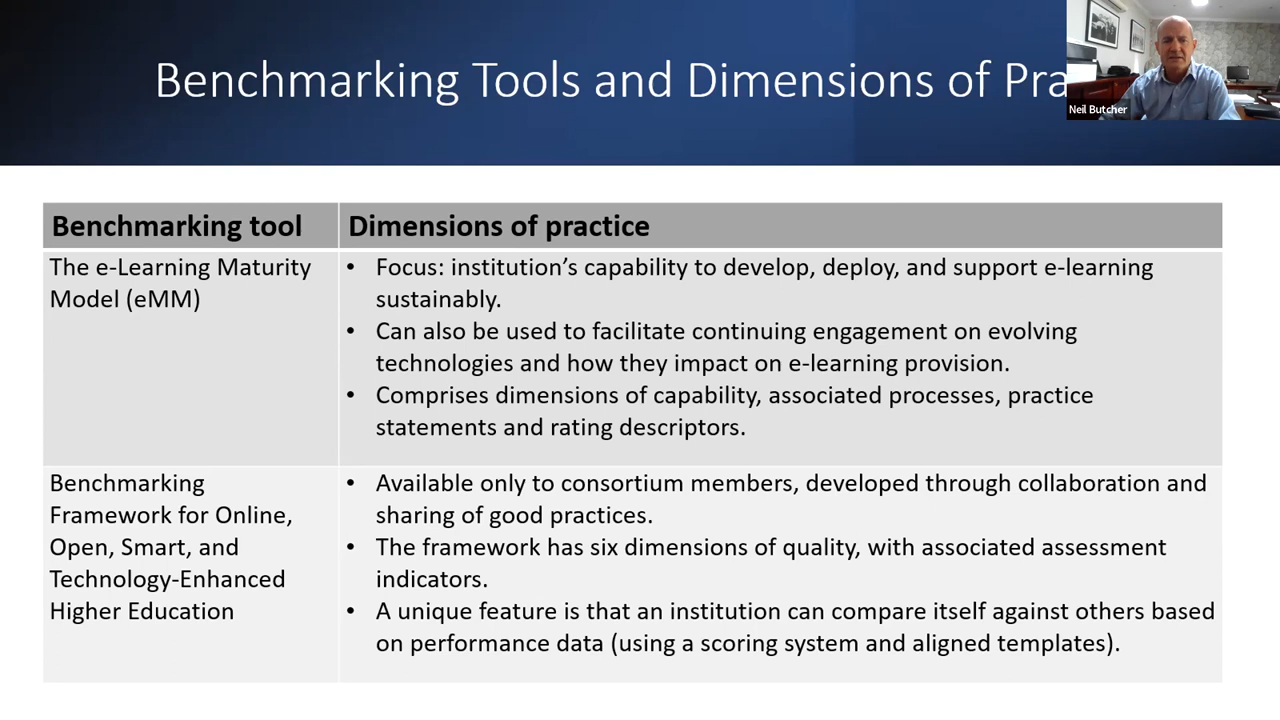 Benchmarking Tools and Dimensions of Pra
Neil Butcher
Benchmarking tool
Dimensions of practice
The e-Learning Maturity
Model (eMM)
• Focus: institution’s capability to develop, deploy, and support e-learning
sustainably.
• Can also be used to facilitate continuing engagement on evolving
technologies and how they impact on e-learning provision.
• Comprises dimensions of capability, associated processes, practice
statements and rating descriptors.
Benchmarking
Framework for Online,
Open, Smart, and
Technology-Enhanced
Higher Education
• Available only to consortium members, developed through collaboration and
sharing of good practices.
• The framework has six dimensions of quality, with associated assessment
indicators.
• A unique feature is that an institution can compare itself against others based
on performance data (using a scoring system and aligned templates).